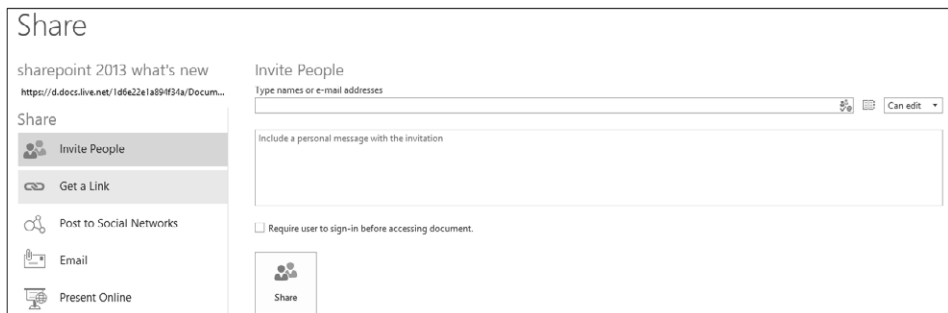 Share
sharepoint 2013 what's new
https://d.docs.live.net/1d6e22e1a894f34a/Docum...
Share
Invite People
Get a Link
Post to Social Networks
Email
Present Online
Invite People
Type names or e-mail addresses
Can edit
Include a personal message with the invitation
Require user to sign-in before accessing document.
Share